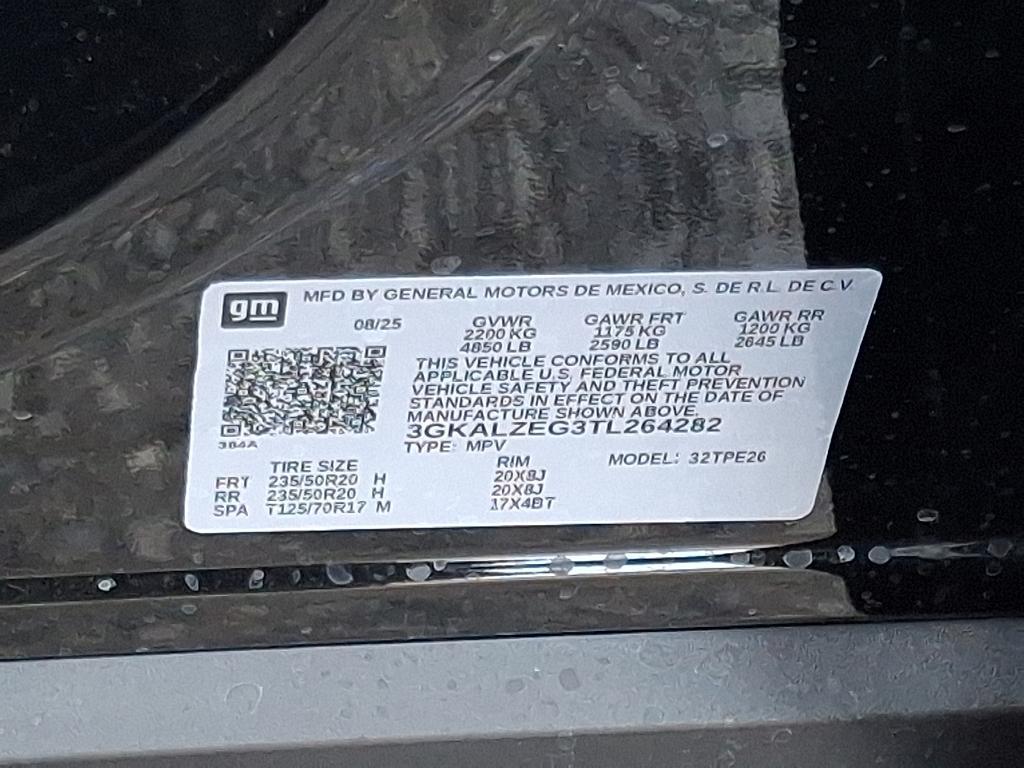 gm MFD BY GENERAL MOTORS DE MEXICO, S. DE R.L. DE C.V.
08/25 GVWR GAWR FRT GAWR RR
2200 KG 1175 KG 1200 KG
4850 LB 2590 LB 2645 LB
THIS VEHICLE CONFORMS TO ALL
APPLICABLE U.S. FEDERAL MOTOR
VEHICLE SAFETY AND THEFT PREVENTION
STANDARDS IN EFFECT ON THE DATE OF
MANUFACTURE SHOWN ABOVE.
3GKALZEG3TL264282
384A
TYPE: MPV
TIRE SIZE RIM MODEL: 32TPE26
FRT 235/50R20 H 20X8J
RR 235/50R20 H 20X8J
SPA T125/70R17 M 17X4BT